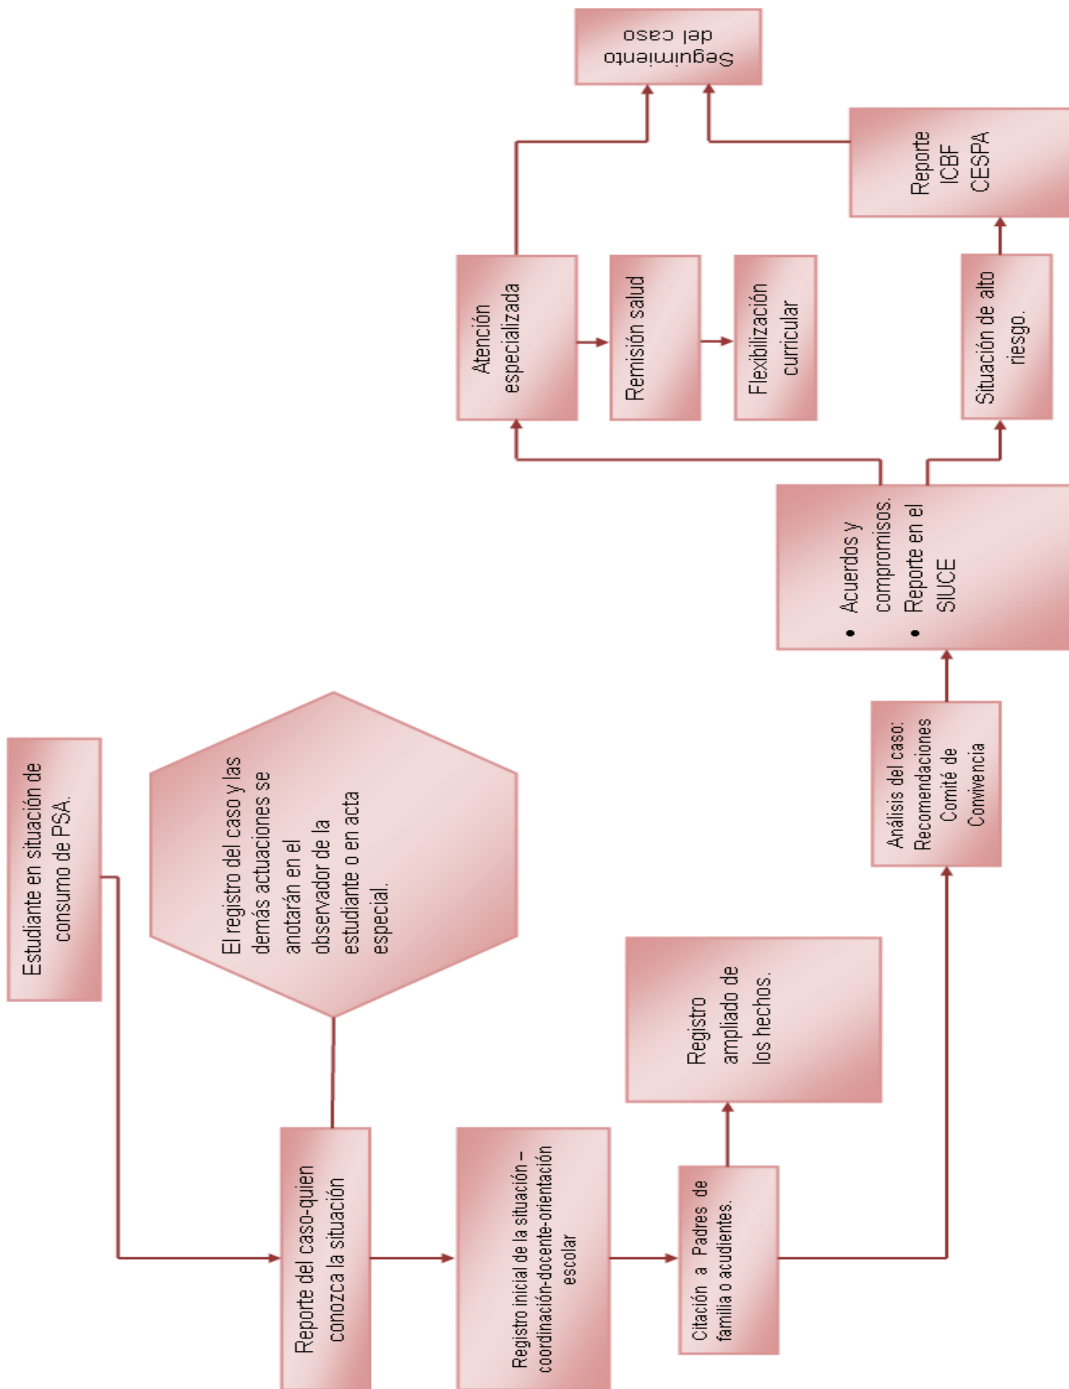 Estudiante en situación de
consumo de PSA.
El registro del caso y las
demás actuaciones se
anotarán en el
observador de la
estudiante o en acta
especial.
Reporte del caso-quien
conozca la situación
Registro inicial de la situación –
coordinación-docente-orientación
escolar
Citación a Padres de
familia o acudientes.
Registro
ampliado de
los hechos.
Análisis del caso:
Recomendaciones
Comité de
Convivencia
• Acuerdos y
compromisos.
• Reporte en el
SIUCE
Atención
especializada
Remisión salud
Flexibilización
curricular
Situación de alto
riesgo.
Reporte
ICBF
CESPA
Seguimiento
del caso